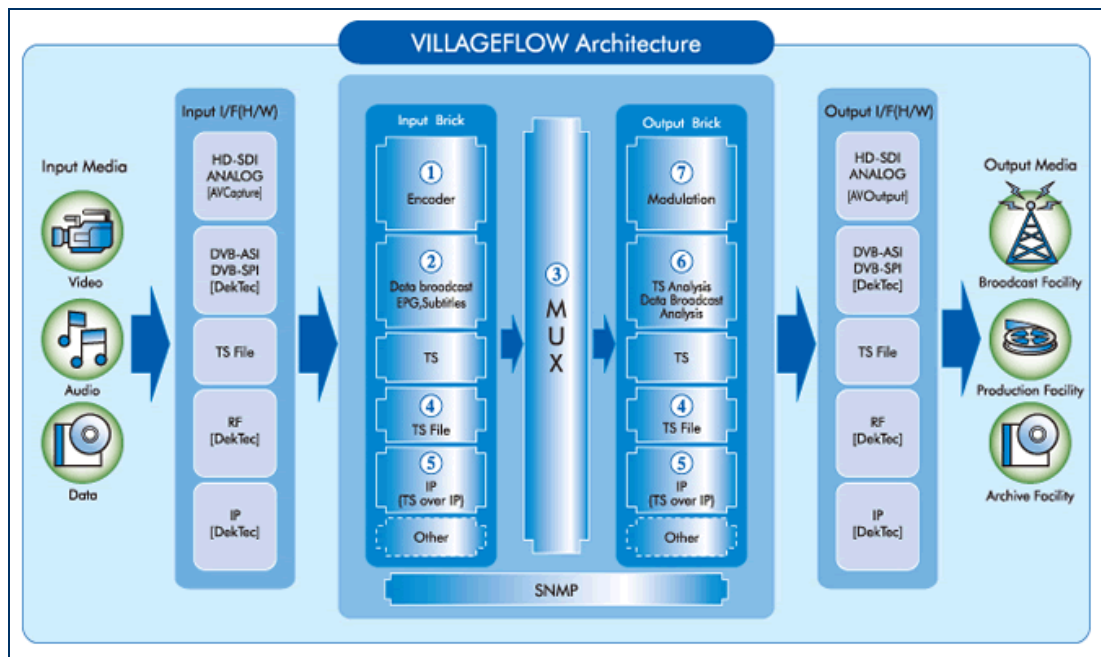 VILLAGEFLOW Architecture
Input Media
Video
Audio
Data
Input I/F(H/W)
HD-SDI
ANALOG
[AVCapture]
DVB-ASI
DVB-SPI
[DekTec]
TS File
RF
[DekTec]
IP
[DekTec]
Input Brick
1
Encoder
2
Data broadcast
EPG,Subtitles
TS
4
TS File
5
IP
(TS over IP)
Other
3
M
U
X
Output Brick
7
Modulation
6
TS Analysis
Data Broadcast
Analysis
TS
4
TS File
5
IP
(TS over IP)
Other
SNMP
Output I/F(H/W)
HD-SDI
ANALOG
[AVOutput]
DVB-ASI
DVB-SPI
[DekTec]
TS File
RF
[DekTec]
IP
[DekTec]
Output Media
Broadcast Facility
Production Facility
Archive Facility